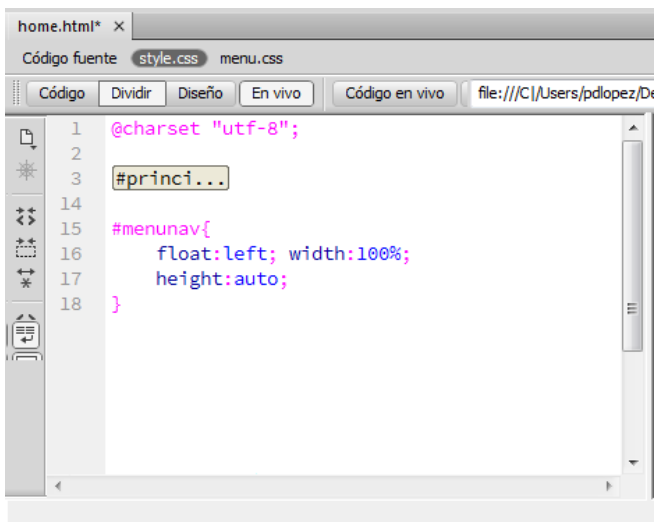 home.html* ×
Código fuente style.css menu.css
Código Dividir Diseño En vivo Código en vivo file:///C|/Users/pdlopez/De
1 @charset "utf-8";
2
3 #princi...
14
15 #menunav{
16 float:left; width:100%;
17 height:auto;
18 }